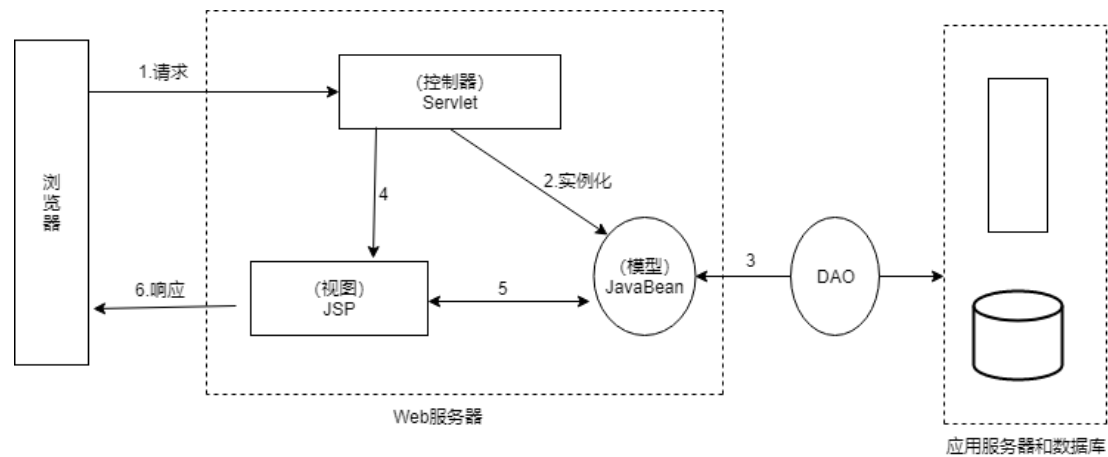 1.请求
(控制器)
Servlet
浏
览
器
2.实例化
4
(视图)
JSP
5
(模型)
JavaBean
3
DAO
6.响应
Web服务器
应用服务器和数据库